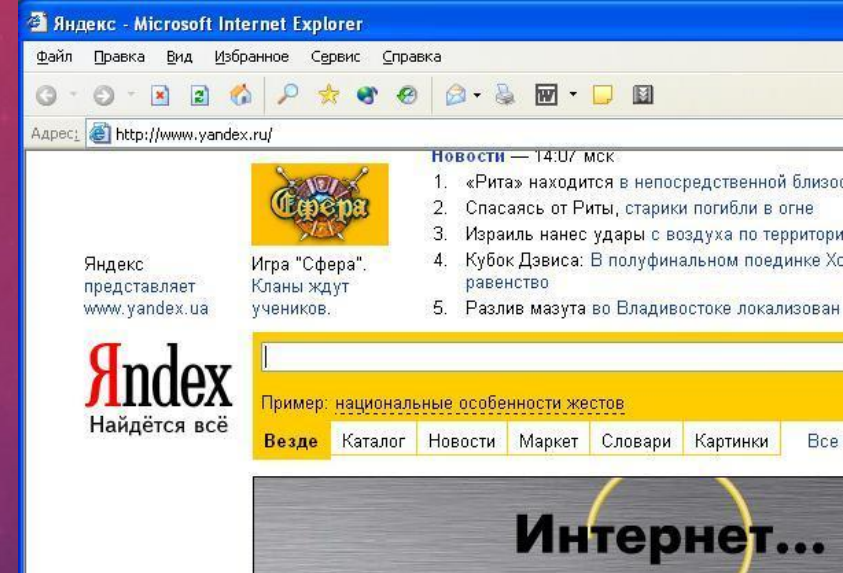 Яндекс - Microsoft Internet Explorer
Файл Правка Вид Избранное Сервис Справка
Адрес: http://www.yandex.ru/
Новости — 14:07 мск
1. «Рита» находится в непосредственной близос
2. Спасаясь от Риты, старики погибли в огне
3. Израиль нанес удары с воздуха по территори
4. Кубок Дэвиса: В полуфинальном поединке Хо
равенство
5. Разлив мазута во Владивостоке локализован
Сфера
Яндекс
представляет
www.yandex.ua
Игра "Сфера".
Кланы ждут
учеников.
Яndex
Найдётся всё
Пример: национальные особенности жестов
Везде Каталог Новости Маркет Словари Картинки Все
Интернет...